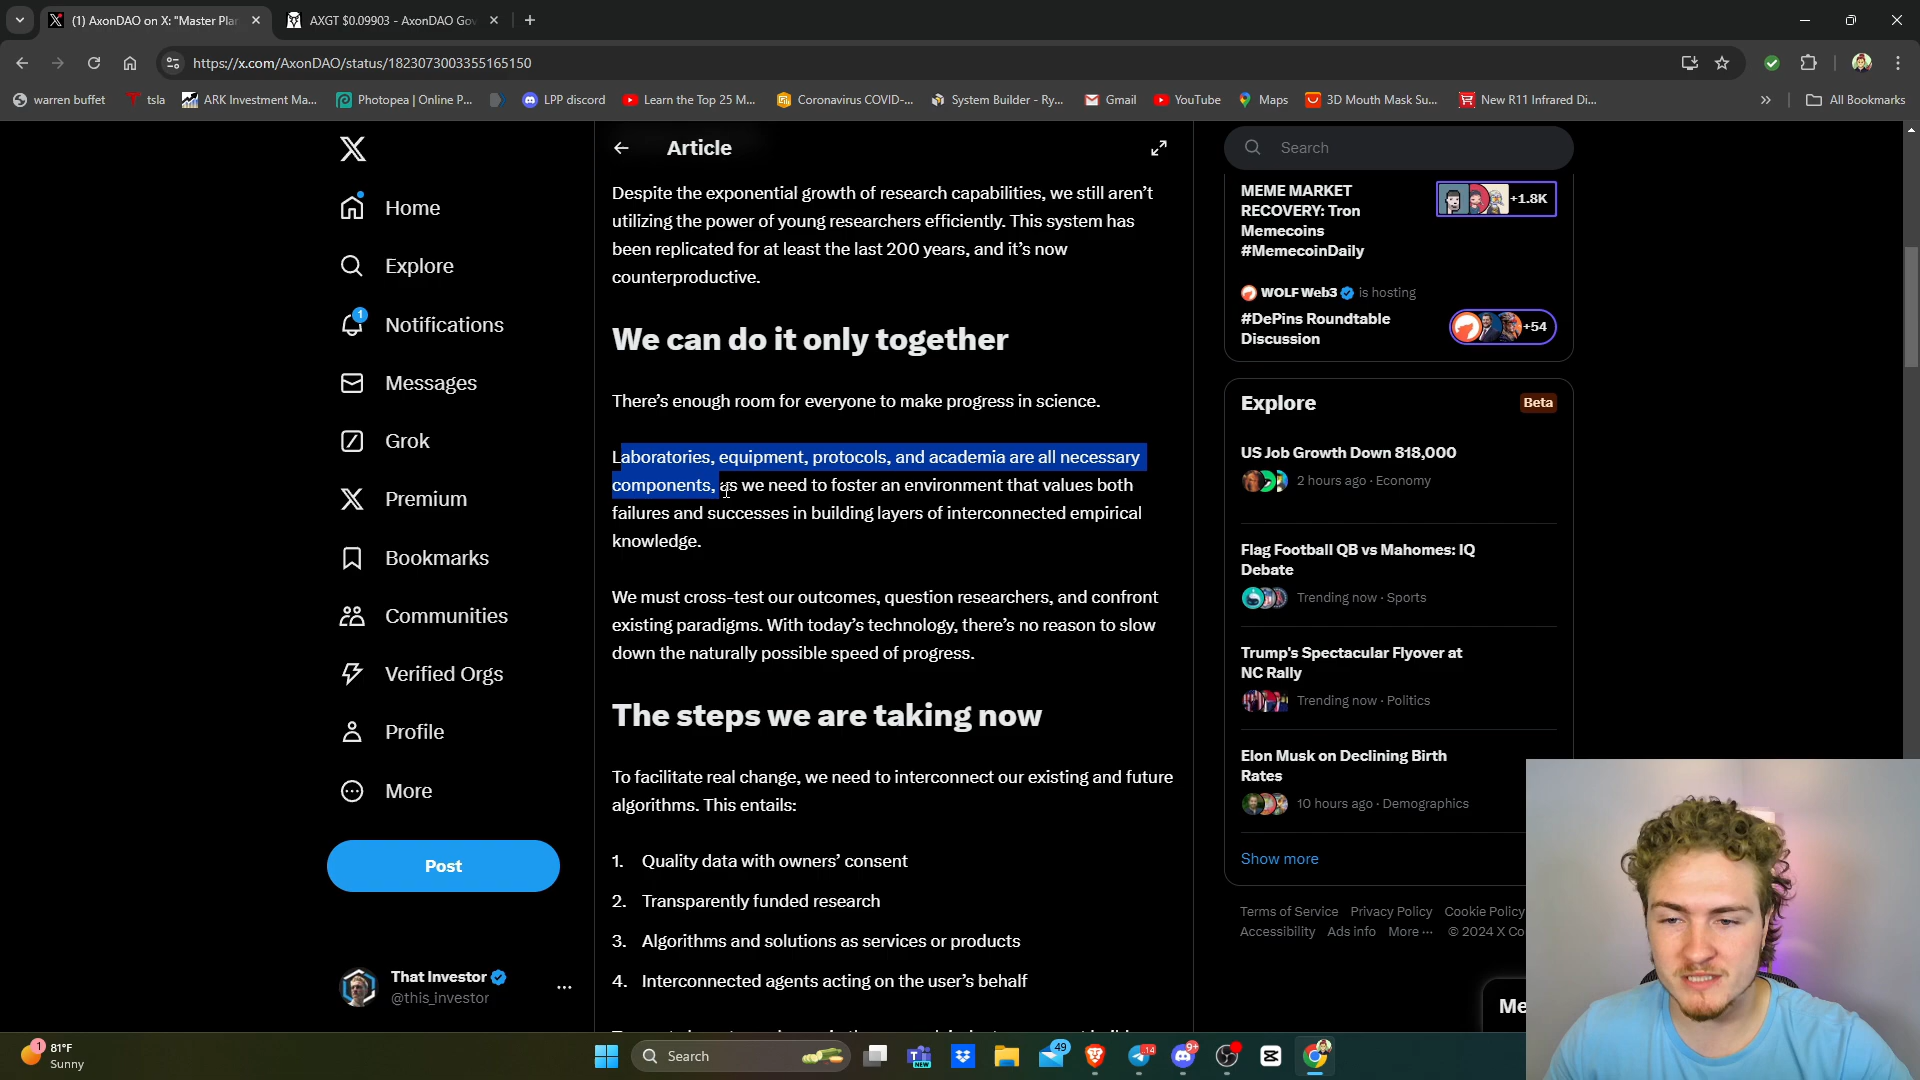 (1) AxonDAO on X: "Master Plan
AXGT $0.09903 - AxonDAO Gov
https://x.com/AxonDAO/status/1823073003355165150
warren buffet
tsla
ARK Investment Ma...
Photopea | Online P...
LPP discord
Learn the Top 25 M...
Coronavirus COVID-...
System Builder - Ry...
Gmail
YouTube
Maps
3D Mouth Mask Su...
New R11 Infrared Di...
All Bookmarks
Home
Explore
1
Notifications
Messages
Grok
Premium
Bookmarks
Communities
Verified Orgs
Profile
More
Post
That Investor
@this_investor
Article
Despite the exponential growth of research capabilities, we still aren't
utilizing the power of young researchers efficiently. This system has
been replicated for at least the last 200 years, and it's now
counterproductive.
We can do it only together
There's enough room for everyone to make progress in science.
Laboratories, equipment, protocols, and academia are all necessary
components, as we need to foster an environment that values both
failures and successes in building layers of interconnected empirical
knowledge.
We must cross-test our outcomes, question researchers, and confront
existing paradigms. With today's technology, there's no reason to slow
down the naturally possible speed of progress.
The steps we are taking now
To facilitate real change, we need to interconnect our existing and future
algorithms. This entails:
1. Quality data with owners' consent
2. Transparently funded research
3. Algorithms and solutions as services or products
4. Interconnected agents acting on the user's behalf
Search
MEME MARKET
RECOVERY: Tron
Memecoins
#MemecoinDaily
+1.8K
WOLF Web3 is hosting
#DePins Roundtable
Discussion
+54
Explore
Beta
US Job Growth Down 818,000
2 hours ago · Economy
Flag Football QB vs Mahomes: IQ
Debate
Trending now · Sports
Trump's Spectacular Flyover at
NC Rally
Trending now · Politics
Elon Musk on Declining Birth
Rates
10 hours ago · Demographics
Show more
Terms of Service Privacy Policy Cookie Policy
Accessibility Ads info More ··· © 2024 X Co
Me
1
81°F
Sunny
Search
NEW
49
14
9+